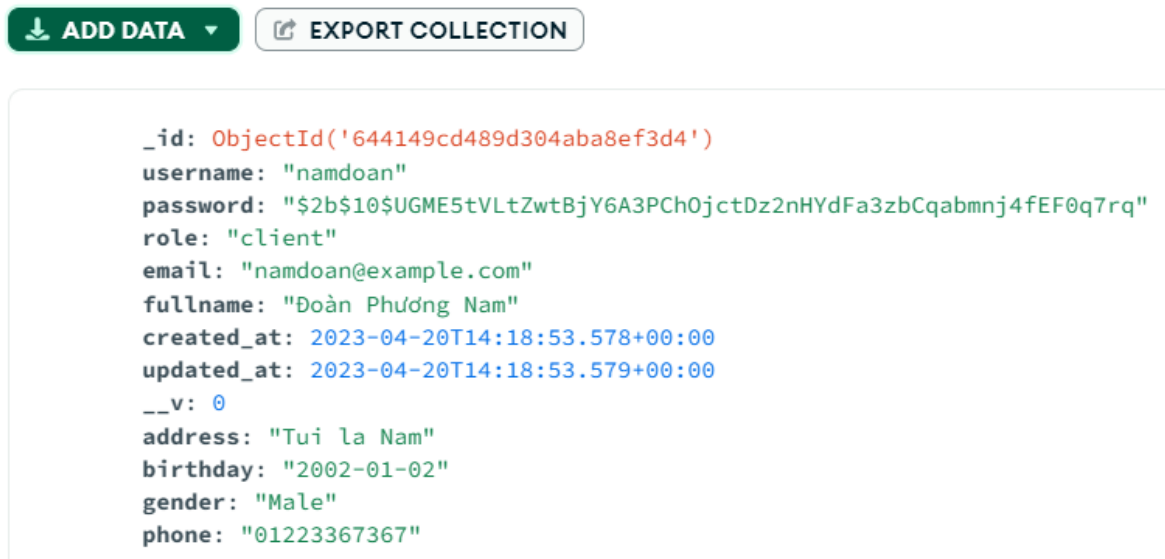 ADD DATA
EXPORT COLLECTION
_id: ObjectId('644149cd489d304aba8ef3d4')
username: "namdoan"
password: "$2b$10$UGME5tVLtZwtBjY6A3PChOjctDz2nHYdFa3zbCqabmnj4fEF0q7rq"
role: "client"
email: "namdoan@example.com"
fullname: "Đoàn Phương Nam"
created_at: 2023-04-20T14:18:53.578+00:00
updated_at: 2023-04-20T14:18:53.579+00:00
__v: 0
address: "Tui la Nam"
birthday: "2002-01-02"
gender: "Male"
phone: "01223367367"